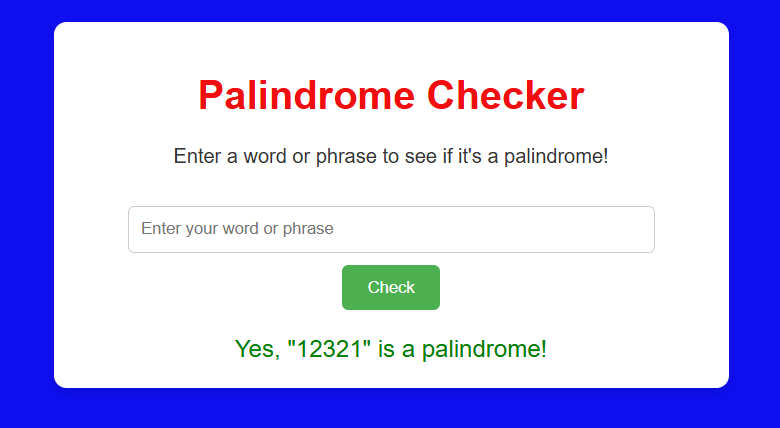 Palindrome Checker
Enter a word or phrase to see if it's a palindrome!
Enter your word or phrase
Check
Yes, "12321" is a palindrome!